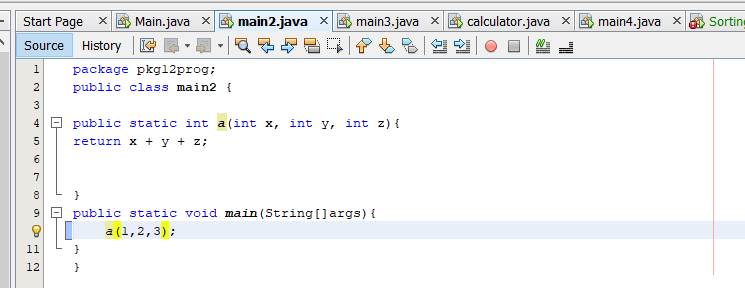 Start Page Main.java main2.java main3.java calculator.java main4.java Sorting
Source History
1 package pkg12prog;
2 public class main2 {
3
4 public static int a(int x, int y, int z){
5 return x + y + z;
6
7
8 }
9 public static void main(String[]args){
a(1,2,3);
11 }
12 }